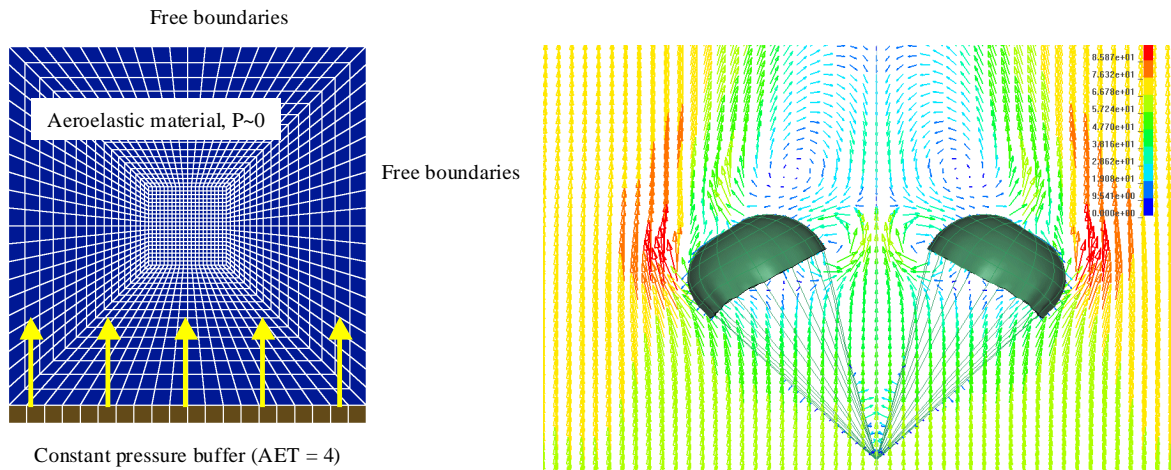 Free boundaries
Aeroelastic material, P~0
Free boundaries
Constant pressure buffer (AET = 4)
8.587e+01
7.632e+01
6.678e+01
5.724e+01
4.770e+01
3.816e+01
2.862e+01
1.908e+01
9.541e+00
0.000e+00